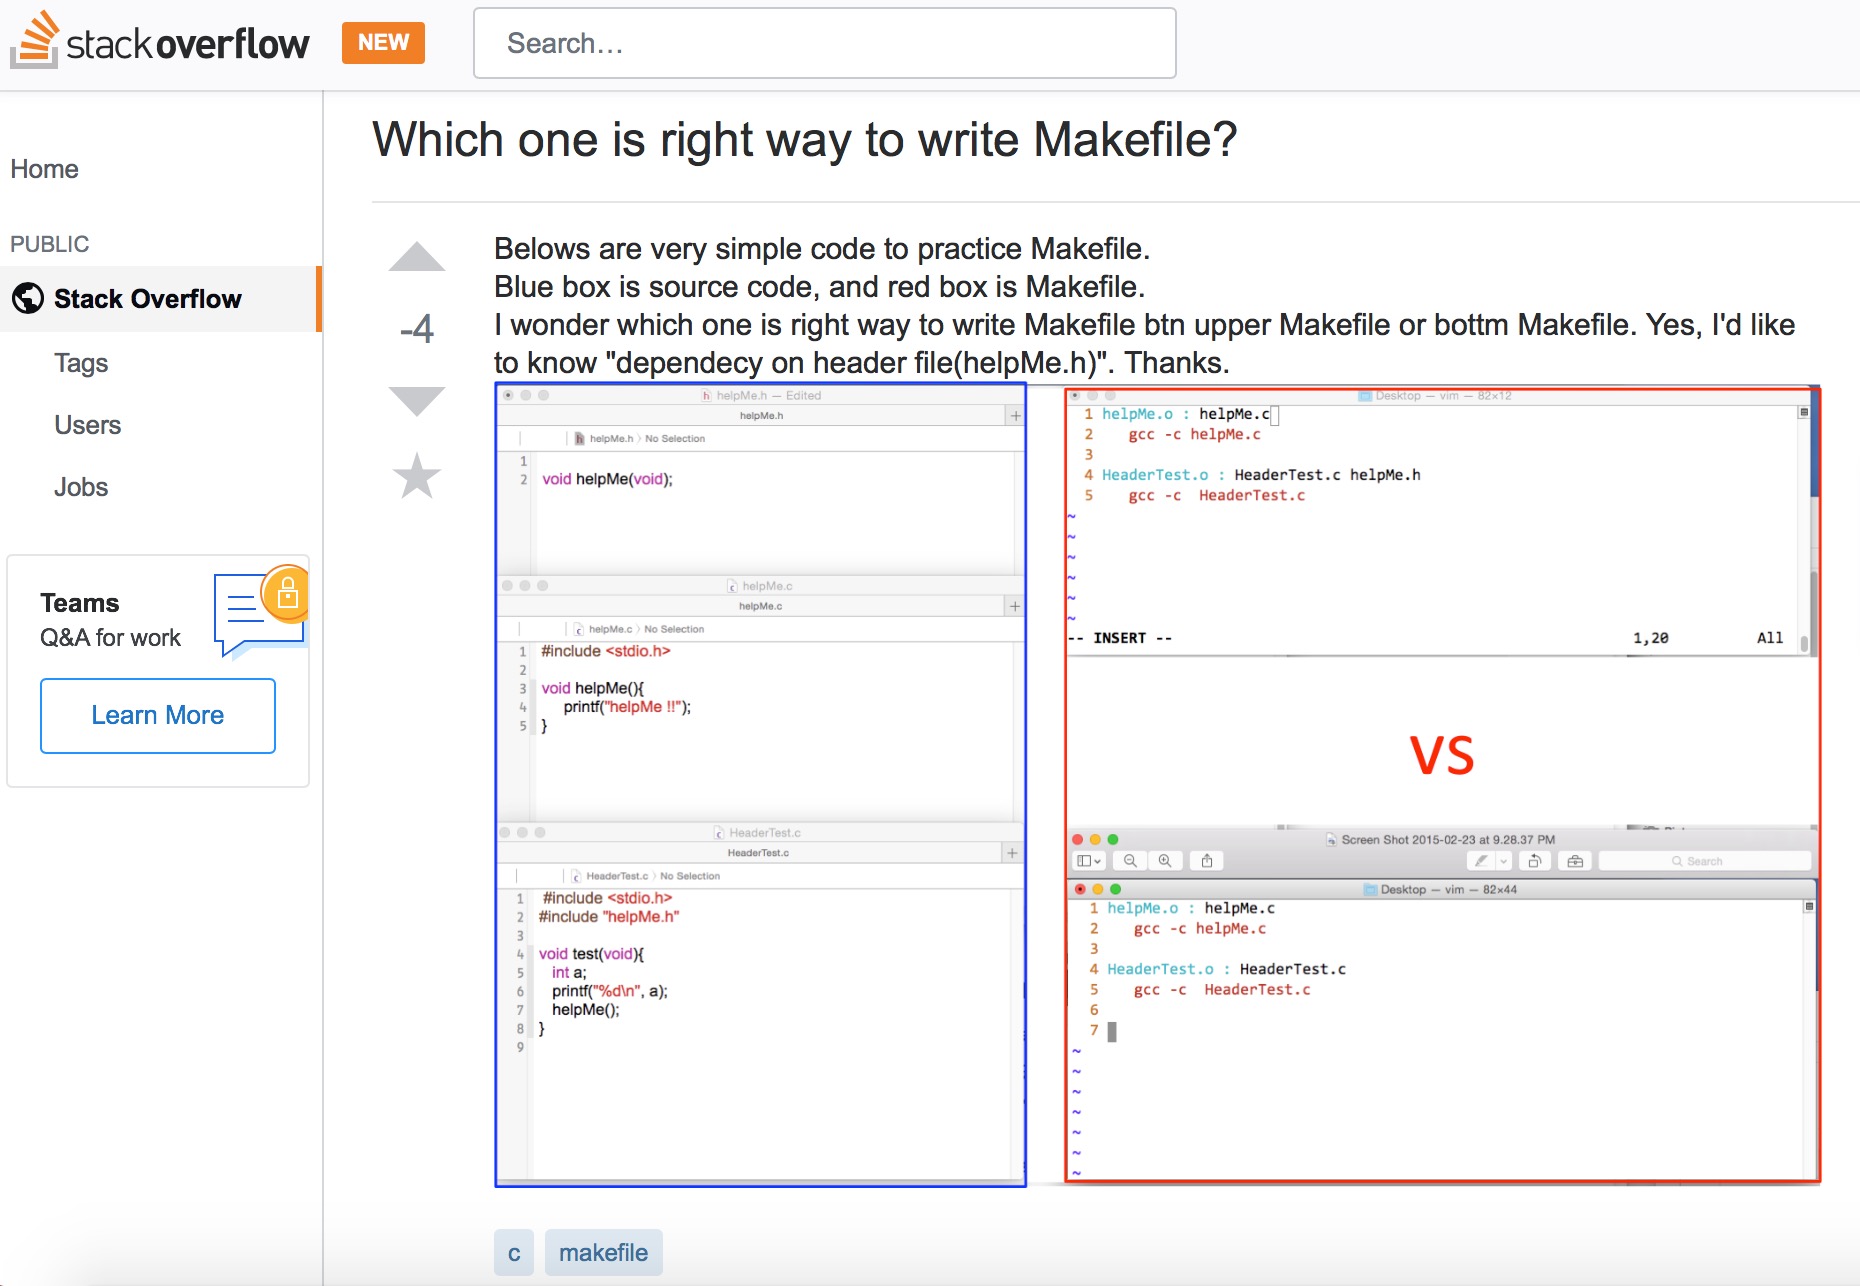 stackoverflow NEW Search...
Which one is right way to write Makefile?
Home
PUBLIC
Stack Overflow
Tags
Users
Jobs
Teams
Q&A for work
Learn More
-4
Belows are very simple code to practice Makefile.
Blue box is source code, and red box is Makefile.
I wonder which one is right way to write Makefile btn upper Makefile or bottm Makefile. Yes, I'd like
to know "dependecy on header file(helpMe.h)". Thanks.
helpMe.h — Edited
helpMe.h
helpMe.h 〉 No Selection
1
2 void helpMe(void);
helpMe.c
helpMe.c
helpMe.c 〉 No Selection
1 #include <stdio.h>
2
3 void helpMe(){
4 printf("helpMe !!");
5 }
HeaderTest.c
HeaderTest.c
HeaderTest.c 〉 No Selection
1 #include <stdio.h>
2 #include "helpMe.h"
3
4 void test(void){
5 int a;
6 printf("%d\n", a);
7 helpMe();
8 }
9
Desktop — vim — 82×12
1 helpMe.o : helpMe.c
2 gcc -c helpMe.c
3
4 HeaderTest.o : HeaderTest.c helpMe.h
5 gcc -c HeaderTest.c
~
~
~
~
~
~
-- INSERT -- 1,20 All
VS
Screen Shot 2015-02-23 at 9.28.37 PM
Search
Desktop — vim — 82×44
1 helpMe.o : helpMe.c
2 gcc -c helpMe.c
3
4 HeaderTest.o : HeaderTest.c
5 gcc -c HeaderTest.c
6
7
~
~
~
~
~
~
~
c makefile